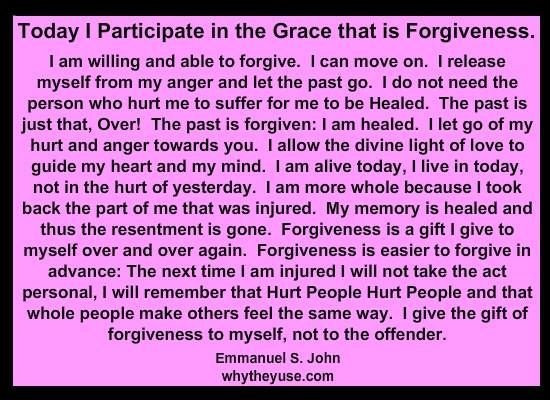 Today I Participate in the Grace that is Forgiveness.
I am willing and able to forgive.  I can move on.  I release
myself from my anger and let the past go.  I do not need the
person who hurt me to suffer for me to be Healed.  The past is
just that, Over!  The past is forgiven: I am healed.  I let go of my
hurt and anger towards you.  I allow the divine light of love to
guide my heart and my mind.  I am alive today, I live in today,
not in the hurt of yesterday.  I am more whole because I took
back the part of me that was injured.  My memory is healed and
thus the resentment is gone.  Forgiveness is a gift I give to
myself over and over again.  Forgiveness is easier to forgive in
advance: The next time I am injured I will not take the act
personal, I will remember that Hurt People Hurt People and that
whole people make others feel the same way.  I give the gift of
forgiveness to myself, not to the offender.
Emmanuel S. John
whytheyuse.com